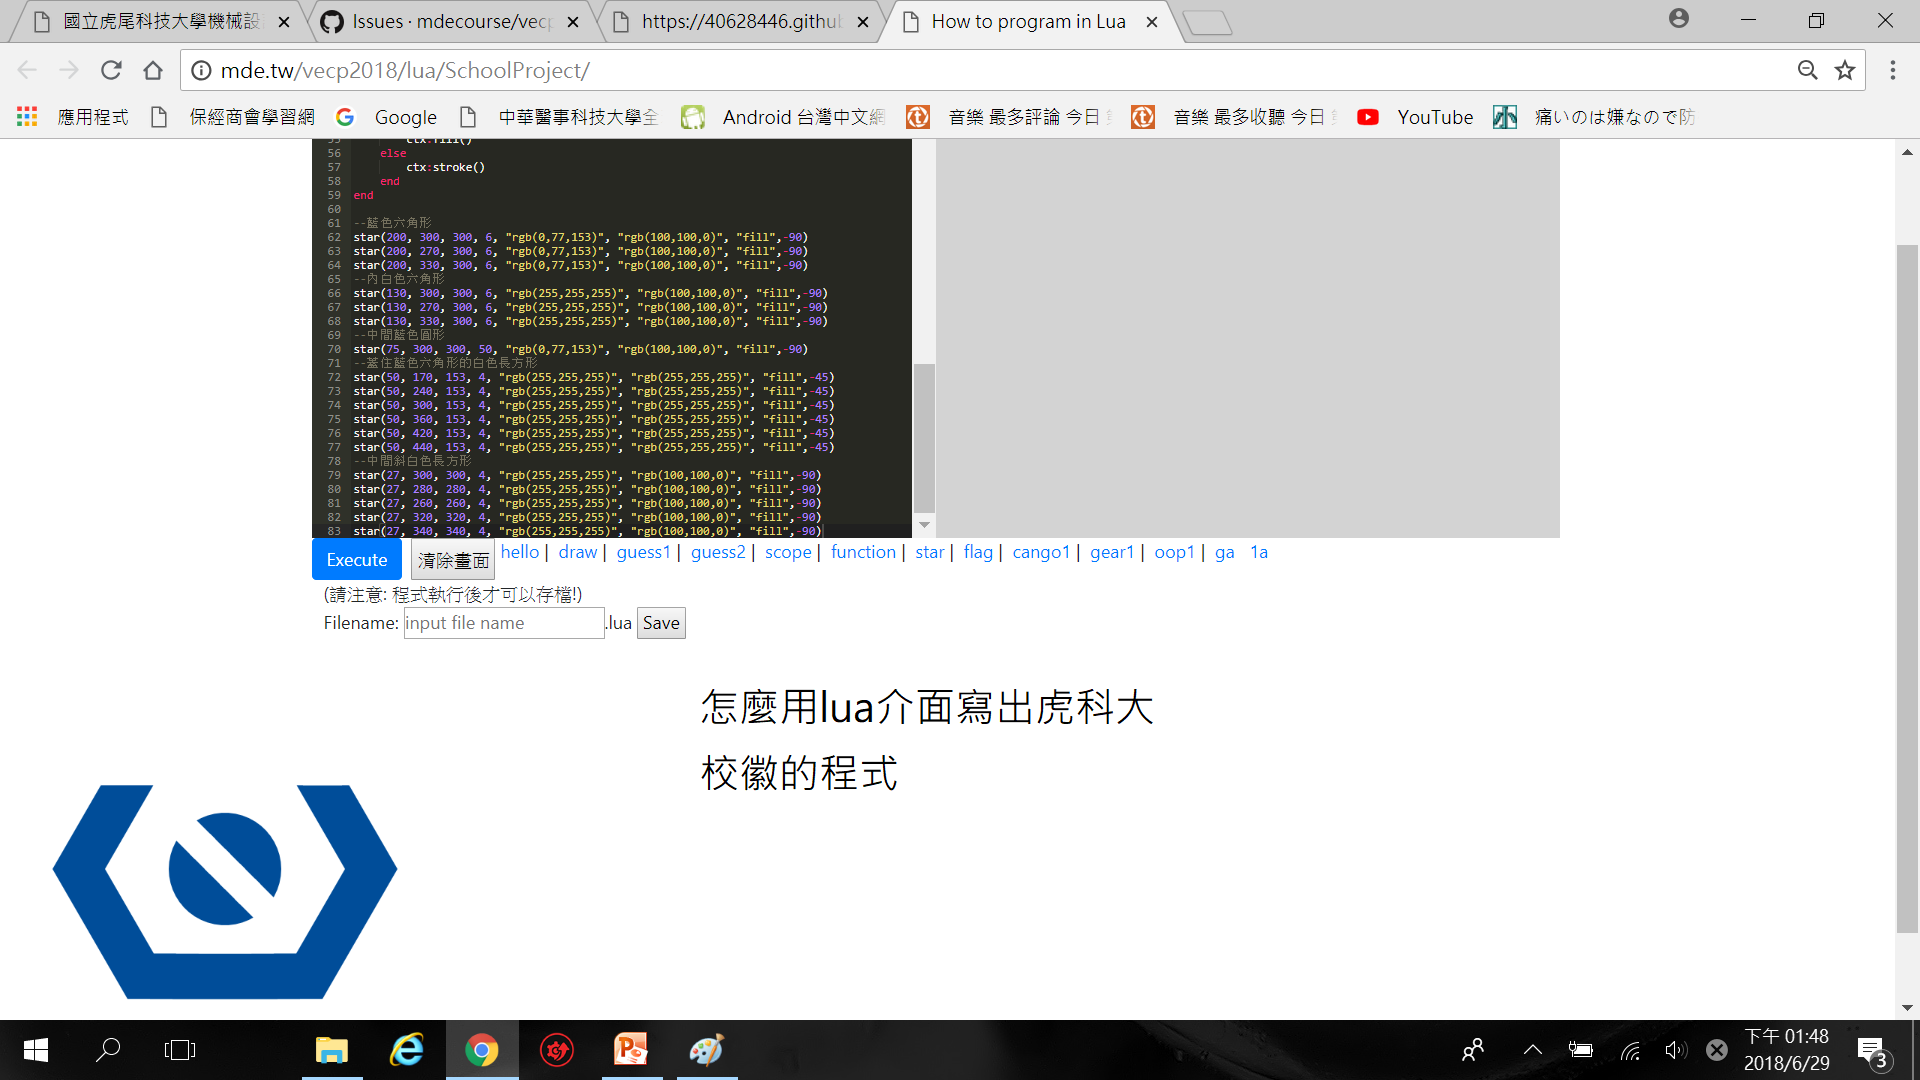 國立虎尾科技大學機械設
Issues · mdecourse/vecp
https://40628446.githu
How to program in Lua
mde.tw/vecp2018/lua/SchoolProject/
應用程式
保經商會學習網
Google
中華醫事科技大學全
Android 台灣中文網
音樂 最多評論 今日
音樂 最多收聽 今日
YouTube
痛いのは嫌なので防
55 ctx:fill()
56 else
57 ctx:stroke()
58 end
59 end
60
61 --藍色六角形
62 star(200, 300, 300, 6, "rgb(0,77,153)", "rgb(100,100,0)", "fill",-90)
63 star(200, 270, 300, 6, "rgb(0,77,153)", "rgb(100,100,0)", "fill",-90)
64 star(200, 330, 300, 6, "rgb(0,77,153)", "rgb(100,100,0)", "fill",-90)
65 --內白色六角形
66 star(130, 300, 300, 6, "rgb(255,255,255)", "rgb(100,100,0)", "fill",-90)
67 star(130, 270, 300, 6, "rgb(255,255,255)", "rgb(100,100,0)", "fill",-90)
68 star(130, 330, 300, 6, "rgb(255,255,255)", "rgb(100,100,0)", "fill",-90)
69 --中間藍色圓形
70 star(75, 300, 300, 50, "rgb(0,77,153)", "rgb(100,100,0)", "fill",-90)
71 --蓋住藍色六角形的白色長方形
72 star(50, 170, 153, 4, "rgb(255,255,255)", "rgb(255,255,255)", "fill",-45)
73 star(50, 240, 153, 4, "rgb(255,255,255)", "rgb(255,255,255)", "fill",-45)
74 star(50, 300, 153, 4, "rgb(255,255,255)", "rgb(255,255,255)", "fill",-45)
75 star(50, 360, 153, 4, "rgb(255,255,255)", "rgb(255,255,255)", "fill",-45)
76 star(50, 420, 153, 4, "rgb(255,255,255)", "rgb(255,255,255)", "fill",-45)
77 star(50, 440, 153, 4, "rgb(255,255,255)", "rgb(255,255,255)", "fill",-45)
78 --中間斜白色長方形
79 star(27, 300, 300, 4, "rgb(255,255,255)", "rgb(100,100,0)", "fill",-90)
80 star(27, 280, 280, 4, "rgb(255,255,255)", "rgb(100,100,0)", "fill",-90)
81 star(27, 260, 260, 4, "rgb(255,255,255)", "rgb(100,100,0)", "fill",-90)
82 star(27, 320, 320, 4, "rgb(255,255,255)", "rgb(100,100,0)", "fill",-90)
83 star(27, 340, 340, 4, "rgb(255,255,255)", "rgb(100,100,0)", "fill",-90)
Execute 清除畫面 hello | draw | guess1 | guess2 | scope | function | star | flag | cango1 | gear1 | oop1 | ga 1a
(請注意: 程式執行後才可以存檔!)
Filename: input file name .lua Save
怎麼用lua介面寫出虎科大
校徽的程式
下午 01:48
2018/6/29
3